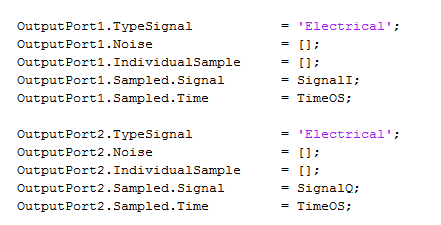 OutputPort1.TypeSignal = 'Electrical';
OutputPort1.Noise = [];
OutputPort1.IndividualSample = [];
OutputPort1.Sampled.Signal = SignalI;
OutputPort1.Sampled.Time = TimeOS;
OutputPort2.TypeSignal = 'Electrical';
OutputPort2.Noise = [];
OutputPort2.IndividualSample = [];
OutputPort2.Sampled.Signal = SignalQ;
OutputPort2.Sampled.Time = TimeOS;